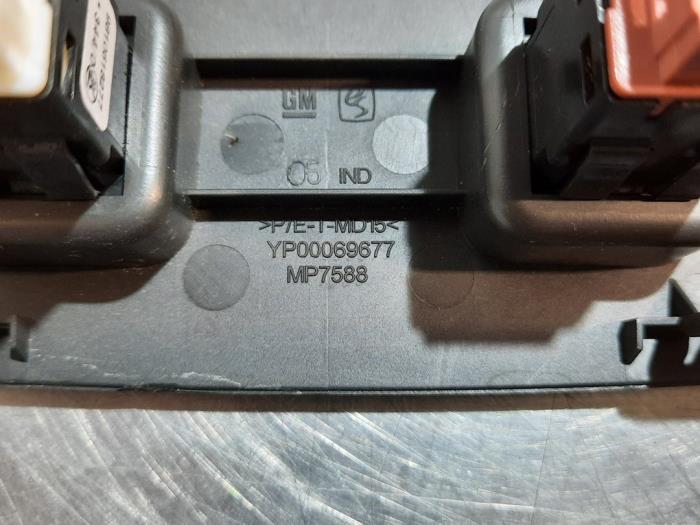 GM
05 IND
>P/E-T-MD15<
YP00069677
MP7588